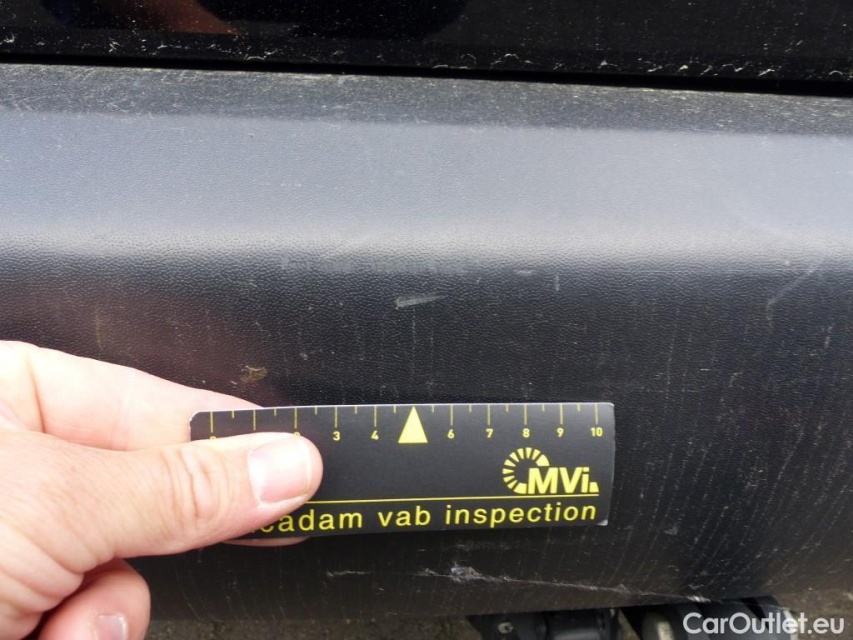 3 4 6 7 8 9 10
MVi
cadam vab inspection
CarOutlet.eu